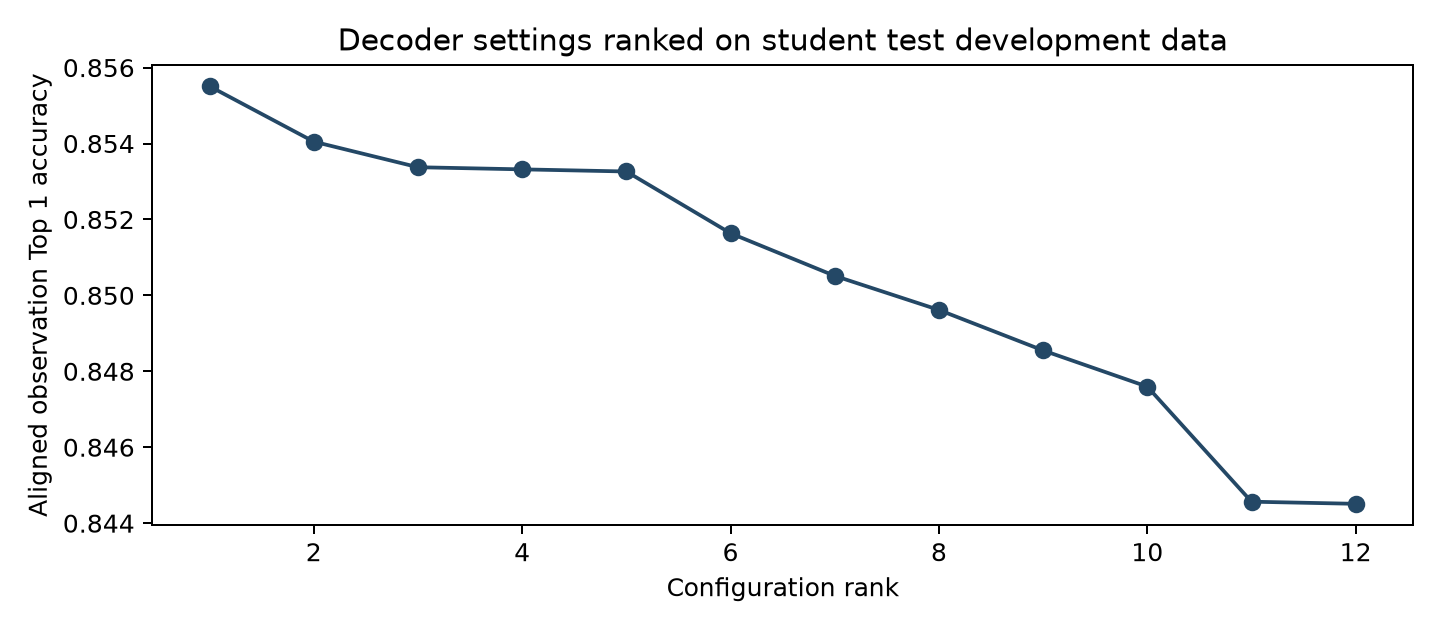 Decoder settings ranked on student test development data
Aligned observation Top 1 accuracy
0.856
0.854
0.852
0.850
0.848
0.846
0.844
2 4 6 8 10 12
Configuration rank